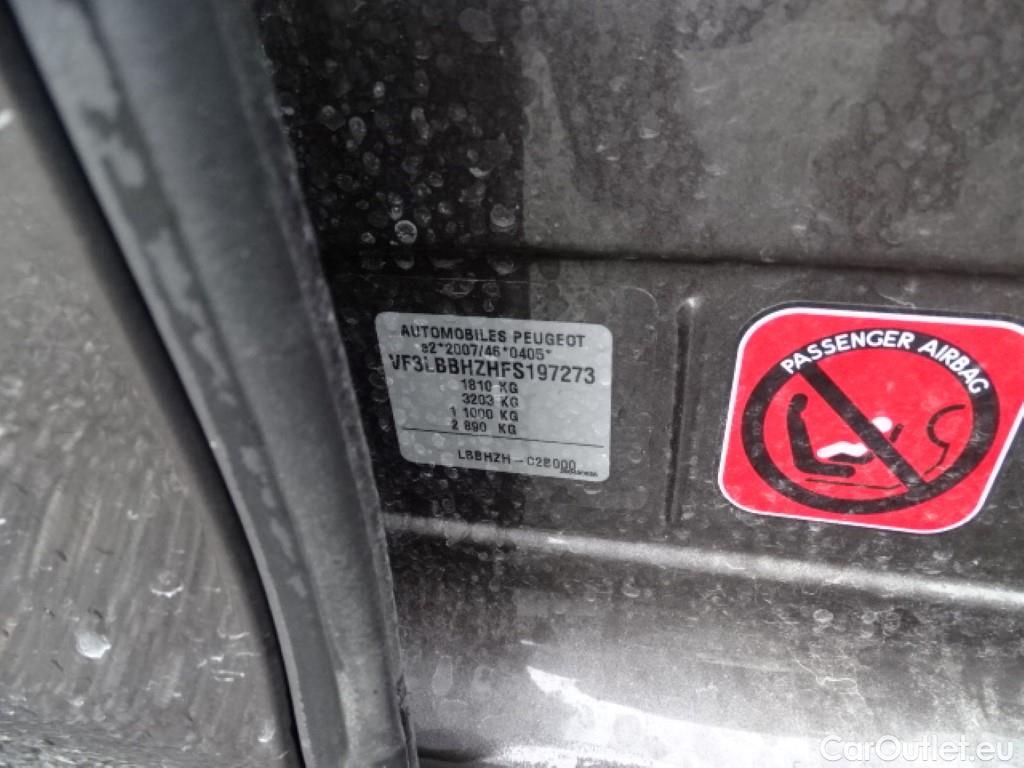 AUTOMOBILES PEUGEOT
e2*2007/46*0405*
VF3LBBHZHFS197273
1810 KG
3203 KG
1 1000 KG
2 890 KG
LBBHZH-C2B000
PASSENGER AIRBAG
CarOutlet.eu